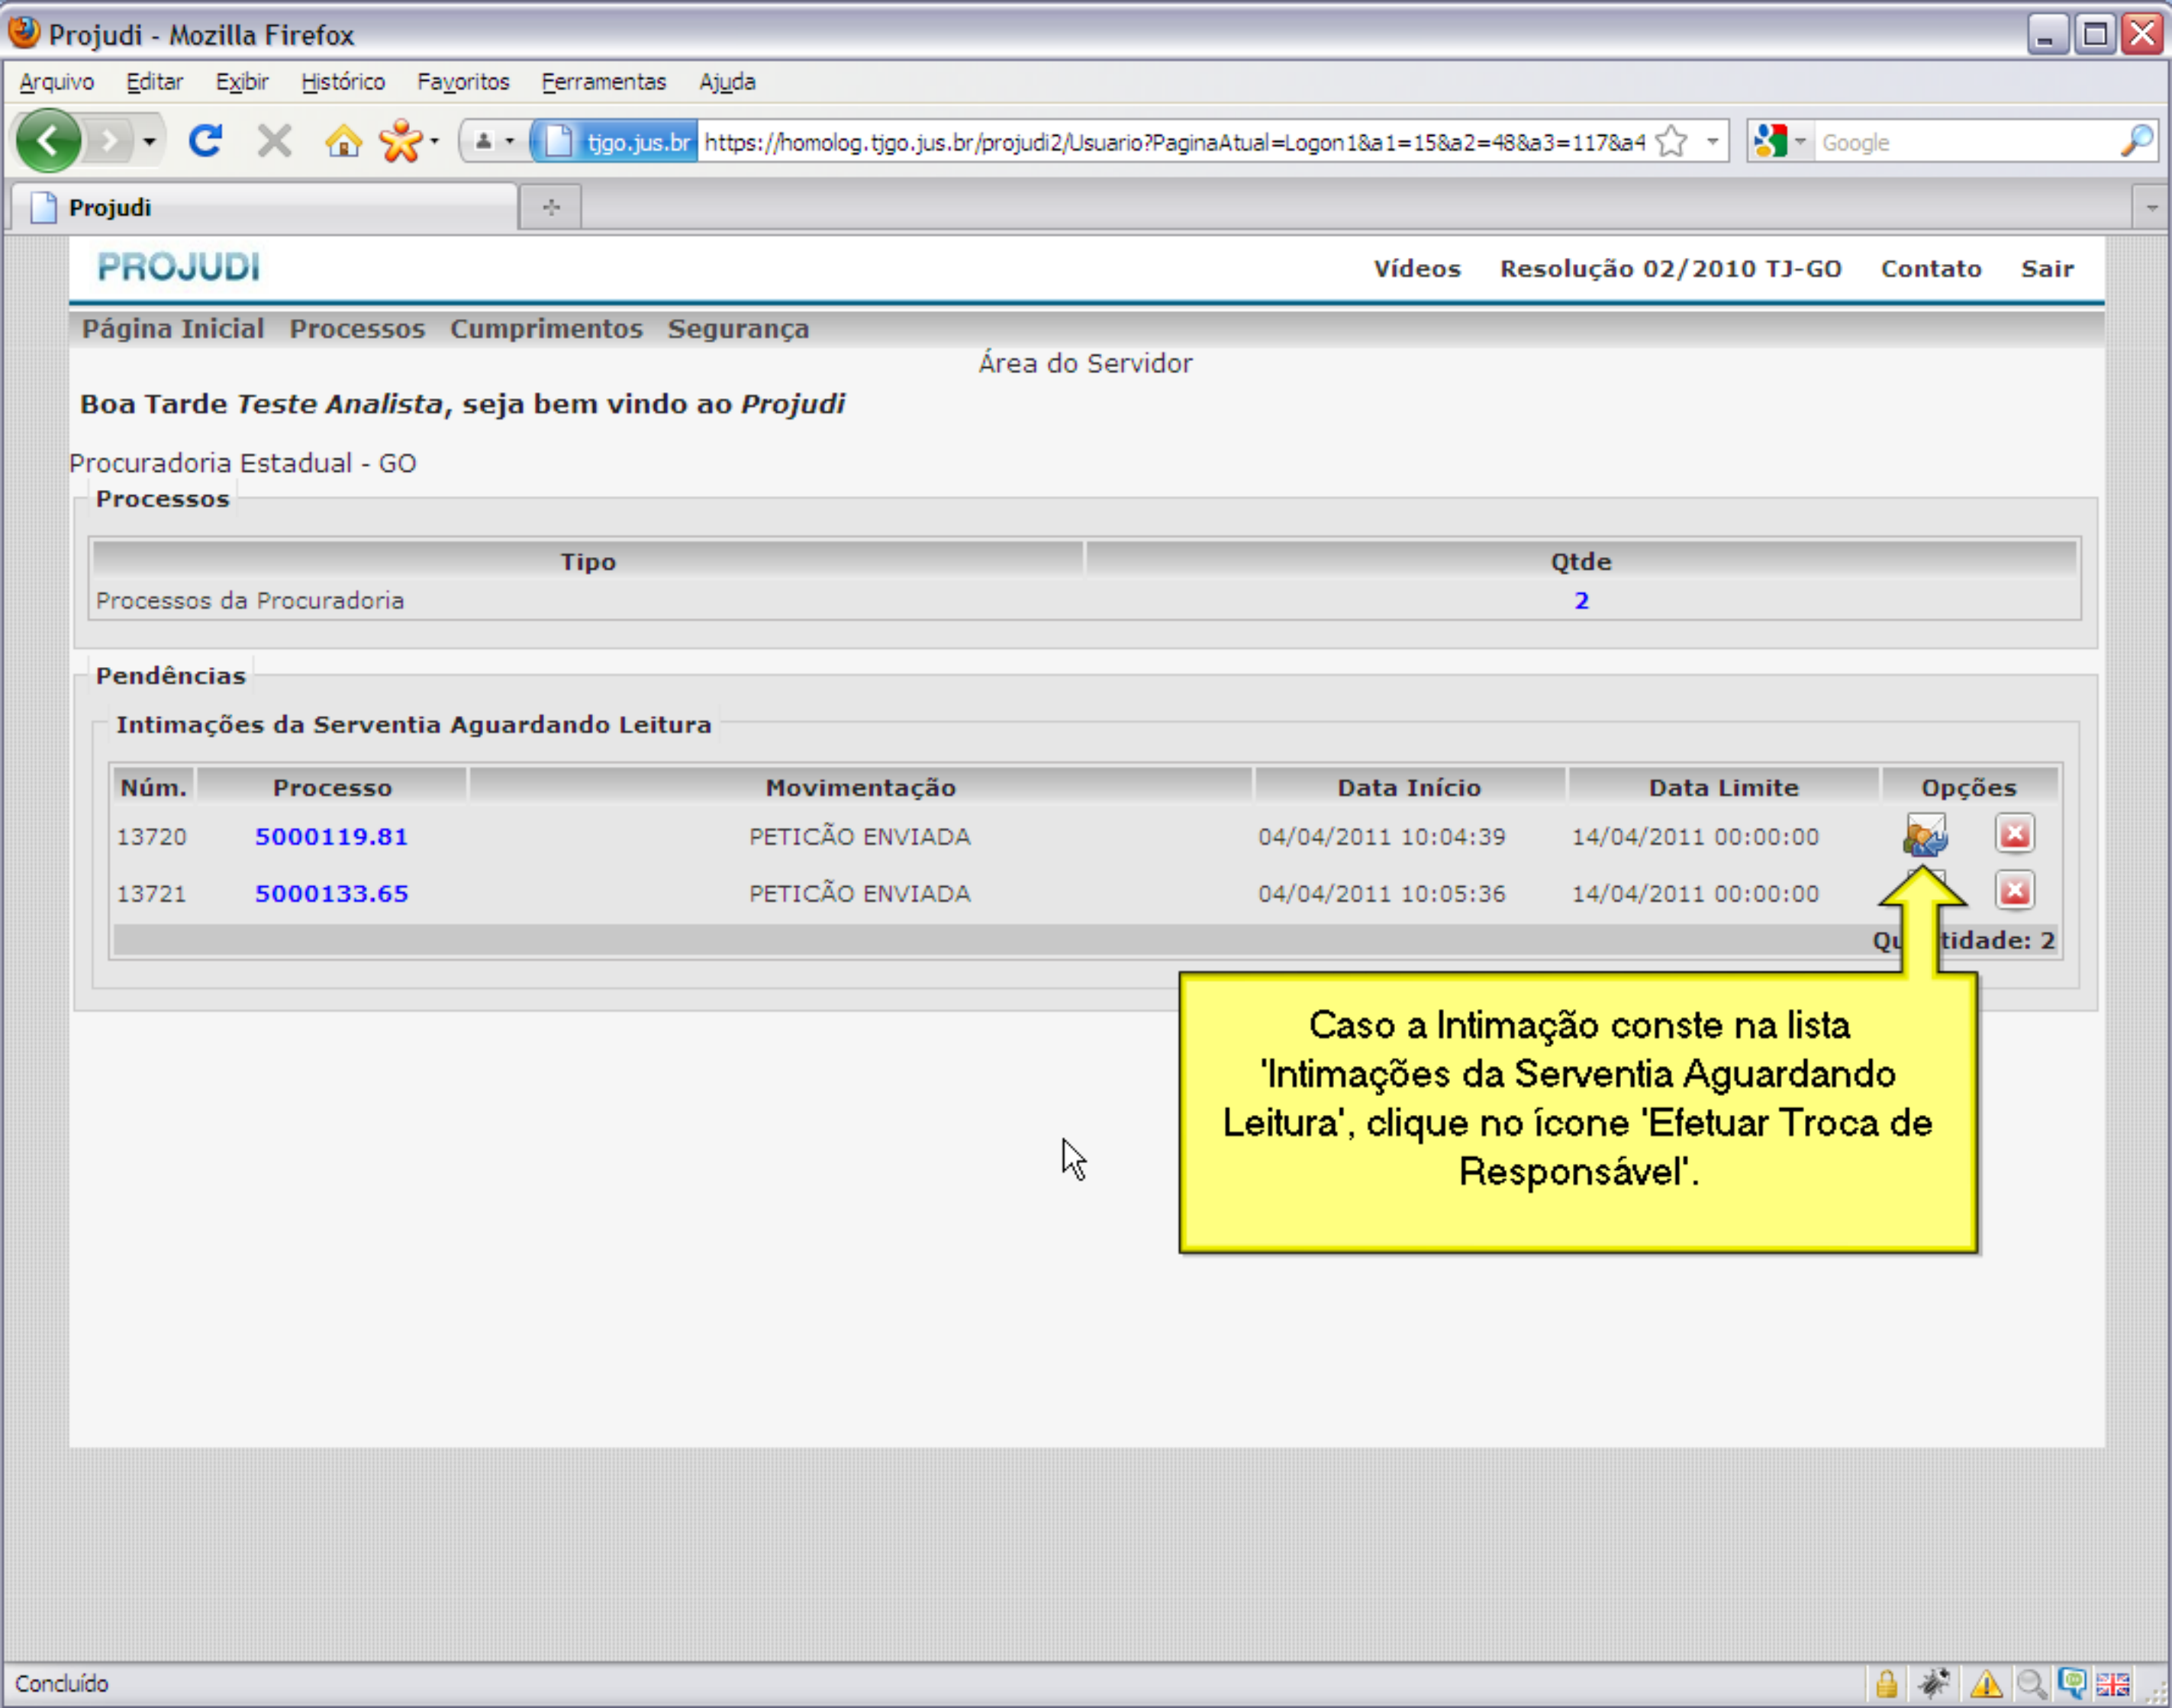 Projudi - Mozilla Firefox
Arquivo Editar Exibir Histórico Favoritos Ferramentas Ajuda
tjgo.jus.br https://homolog.tjgo.jus.br/projudi2/Usuario?PaginaAtual=Logon1&a1=15&a2=48&a3=117&a4 Google
Projudi
PROJUDI Vídeos Resolução 02/2010 TJ-GO Contato Sair
Página Inicial Processos Cumprimentos Segurança
Área do Servidor
Boa Tarde Teste Analista, seja bem vindo ao Projudi
Procuradoria Estadual - GO
Processos
Tipo Qtde
Processos da Procuradoria 2
Pendências
Intimações da Serventia Aguardando Leitura
Núm. Processo Movimentação Data Início Data Limite Opções
13720 5000119.81 PETICÃO ENVIADA 04/04/2011 10:04:39 14/04/2011 00:00:00
13721 5000133.65 PETICÃO ENVIADA 04/04/2011 10:05:36 14/04/2011 00:00:00
Qu tidade: 2
Caso a Intimação conste na lista
'Intimações da Serventia Aguardando
Leitura', clique no ícone 'Efetuar Troca de
Responsável'.
Concluído